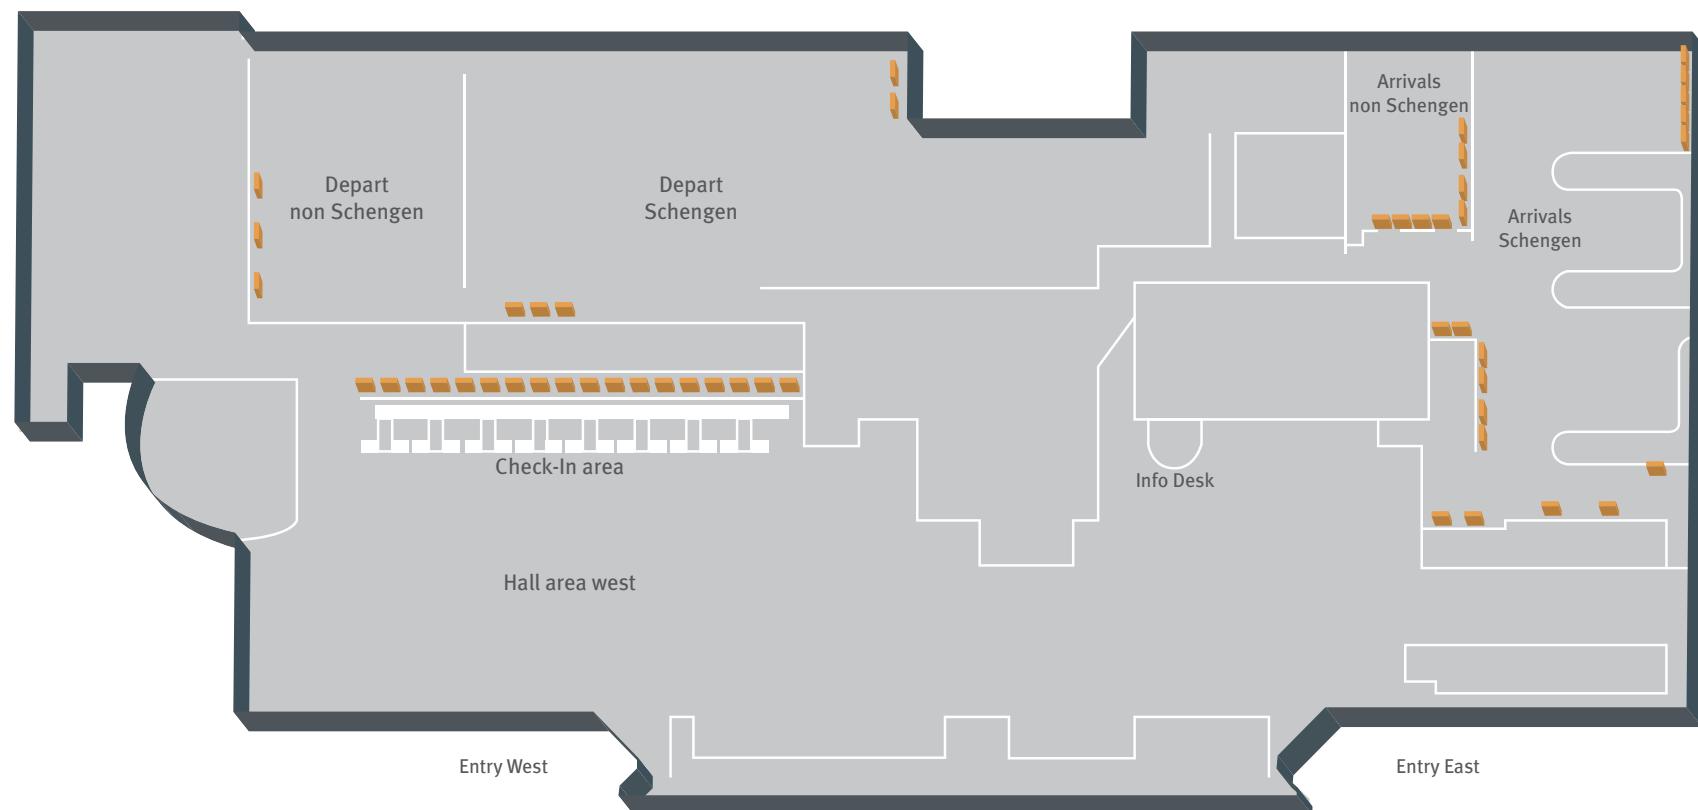 Arrivals
non Schengen
Depart
non Schengen
Depart
Schengen
Arrivals
Schengen
Check-In area
Info Desk
Hall area west
Entry West
Entry East